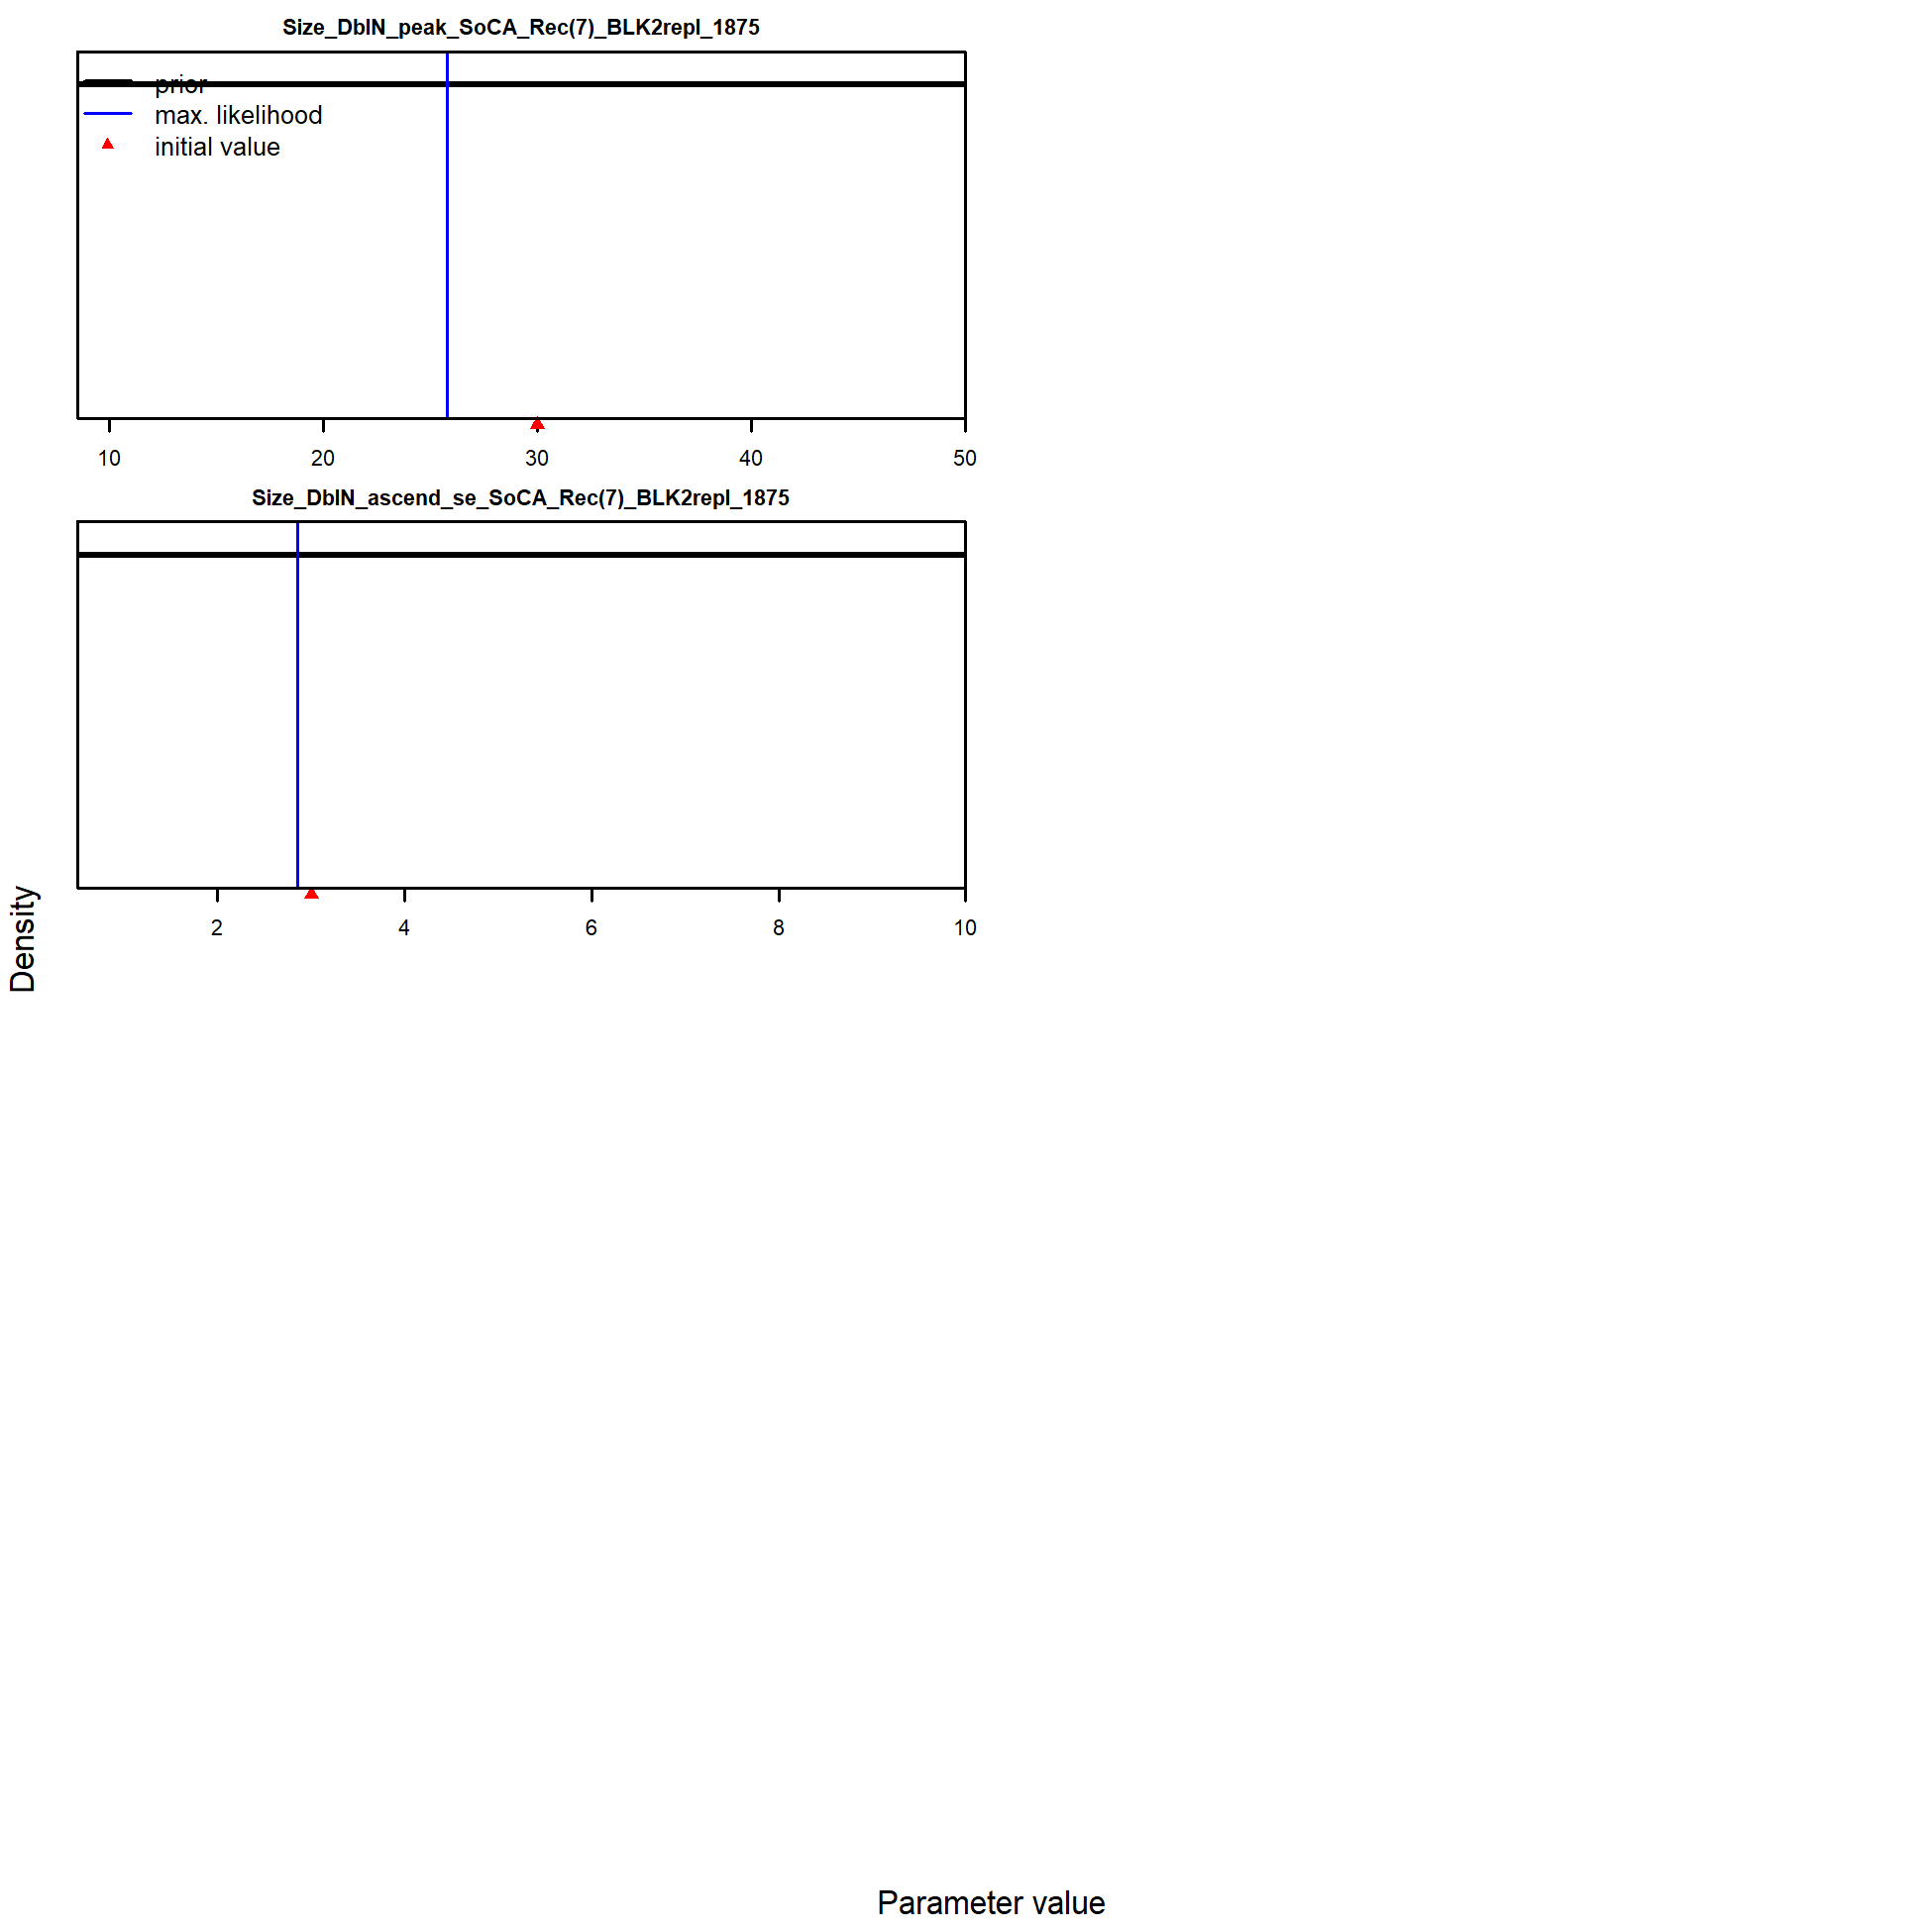 Size_DblN_peak_SoCA_Rec(7)_BLK2repl_1875
prior
max. likelihood
initial value
10 20 30 40 50
Size_DblN_ascend_se_SoCA_Rec(7)_BLK2repl_1875
2 4 6 8 10
Density
Parameter value